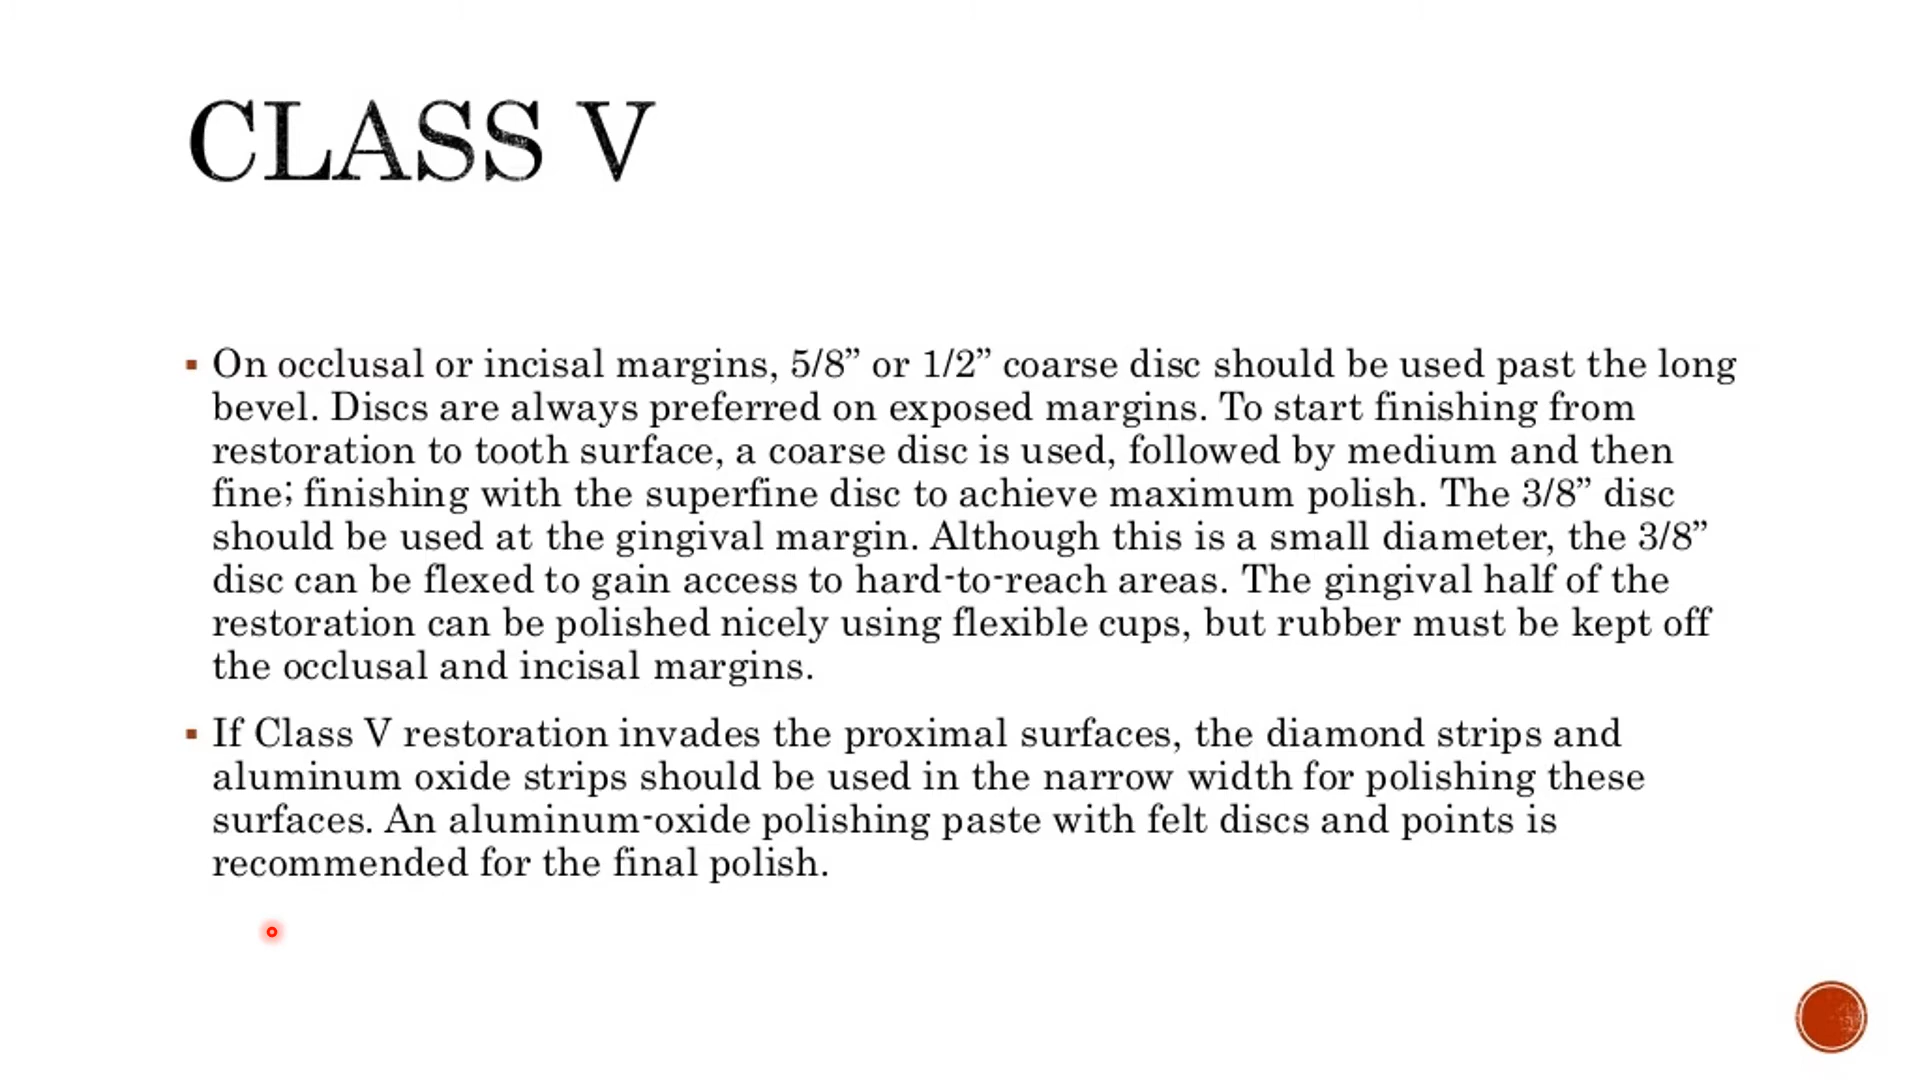 CLASS V
▪ On occlusal or incisal margins, 5/8” or 1/2” coarse disc should be used past the long
bevel. Discs are always preferred on exposed margins. To start finishing from
restoration to tooth surface, a coarse disc is used, followed by medium and then
fine; finishing with the superfine disc to achieve maximum polish. The 3/8” disc
should be used at the gingival margin. Although this is a small diameter, the 3/8”
disc can be flexed to gain access to hard-to-reach areas. The gingival half of the
restoration can be polished nicely using flexible cups, but rubber must be kept off
the occlusal and incisal margins.
▪ If Class V restoration invades the proximal surfaces, the diamond strips and
aluminum oxide strips should be used in the narrow width for polishing these
surfaces. An aluminum-oxide polishing paste with felt discs and points is
recommended for the final polish.